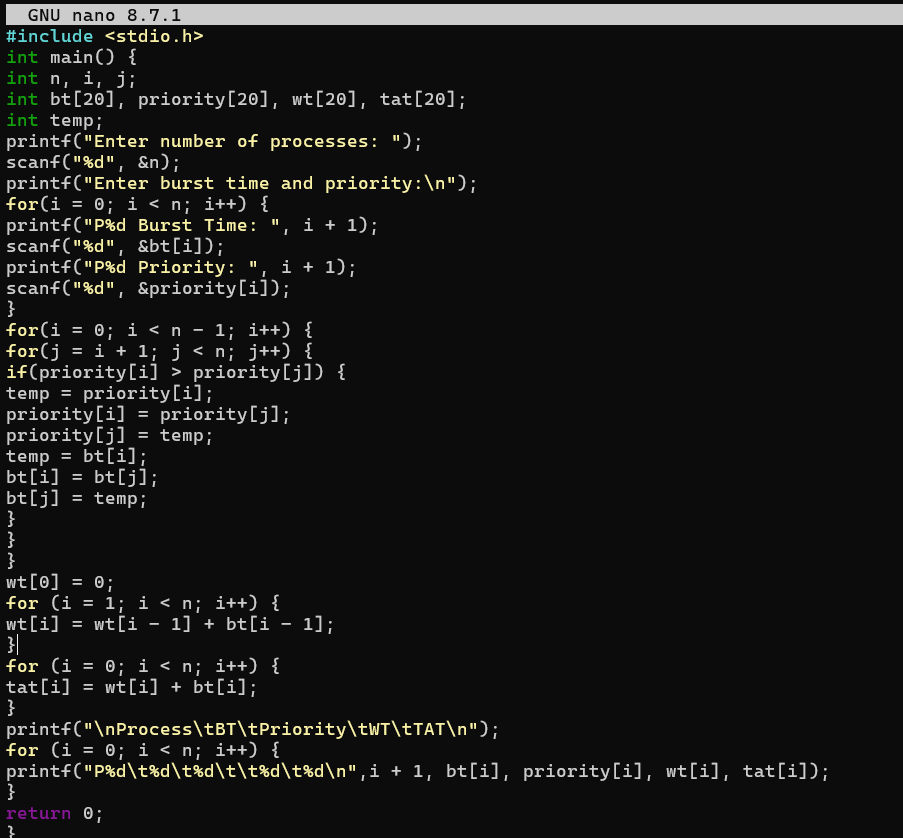 GNU nano 8.7.1
#include <stdio.h>
int main() {
int n, i, j;
int bt[20], priority[20], wt[20], tat[20];
int temp;
printf("Enter number of processes: ");
scanf("%d", &n);
printf("Enter burst time and priority:\n");
for(i = 0; i < n; i++) {
printf("P%d Burst Time: ", i + 1);
scanf("%d", &bt[i]);
printf("P%d Priority: ", i + 1);
scanf("%d", &priority[i]);
}
for(i = 0; i < n - 1; i++) {
for(j = i + 1; j < n; j++) {
if(priority[i] > priority[j]) {
temp = priority[i];
priority[i] = priority[j];
priority[j] = temp;
temp = bt[i];
bt[i] = bt[j];
bt[j] = temp;
}
}
}
wt[0] = 0;
for (i = 1; i < n; i++) {
wt[i] = wt[i - 1] + bt[i - 1];
}
for (i = 0; i < n; i++) {
tat[i] = wt[i] + bt[i];
}
printf("\nProcess\tBT\tPriority\tWT\tTAT\n");
for (i = 0; i < n; i++) {
printf("P%d\t%d\t%d\t\t%d\t%d\n",i + 1, bt[i], priority[i], wt[i], tat[i]);
}
return 0;
}